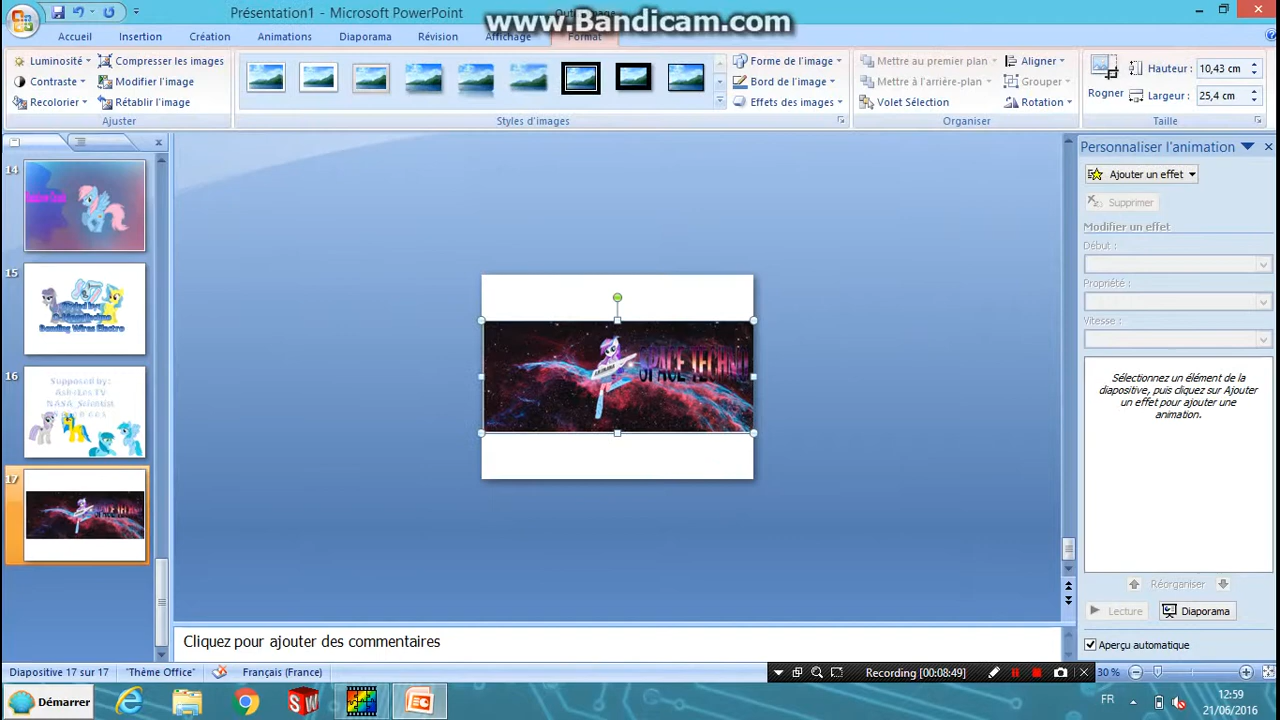 Présentation1 - Microsoft PowerPoint
www.Bandicam.com
Accueil
Insertion
Création
Animations
Diaporama
Révision
Affichage
Format
Luminosité
Contraste
Recolorier
Compresser les images
Modifier l'image
Rétablir l'image
Ajuster
Styles d'images
Forme de l'image
Bord de l'image
Effets des images
Mettre au premier plan
Mettre à l'arrière-plan
Volet Sélection
Aligner
Grouper
Rotation
Organiser
Rogner
Hauteur : 10,43 cm
Largeur : 25,4 cm
Taille
14
15
16
Supposed by:
17
SPACE TECHNO
Personnaliser l'animation
Ajouter un effet
Supprimer
Modifier un effet
Début :
Propriété :
Vitesse :
Sélectionnez un élément de la
diapositive, puis cliquez sur Ajouter
un effet pour ajouter une
animation.
Réorganiser
Lecture
Diaporama
Aperçu automatique
Cliquez pour ajouter des commentaires
Diapositive 17 sur 17
"Thème Office"
Français (France)
Recording [00:08:49]
30 %
Démarrer
FR
12:59
21/06/2016